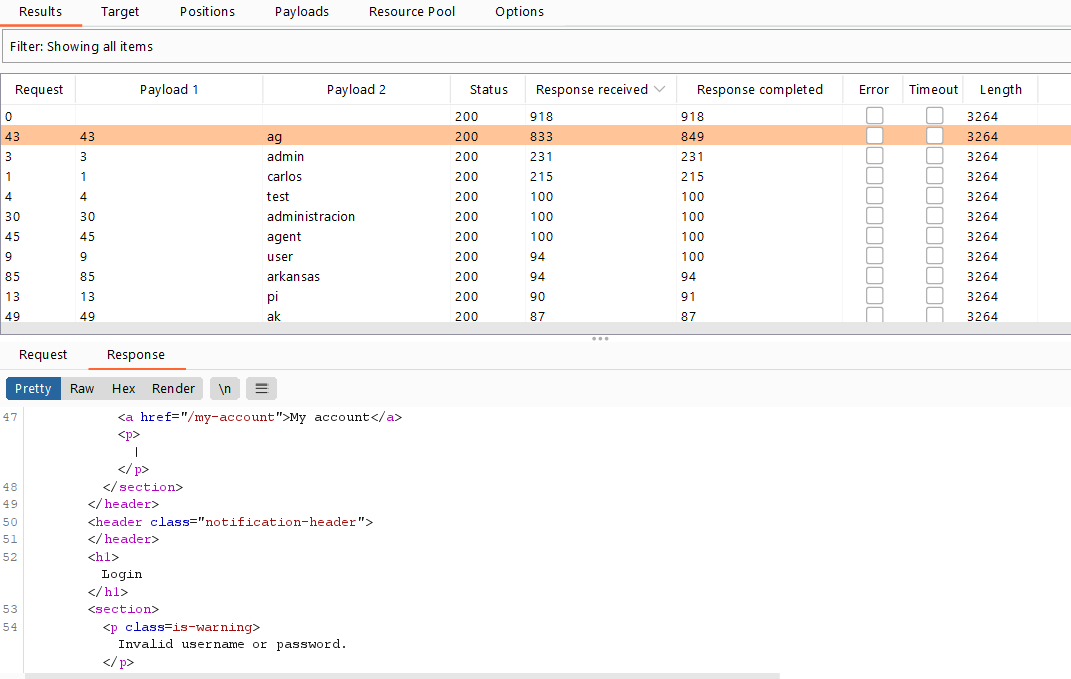 Results Target Positions Payloads Resource Pool Options
Filter: Showing all items
Request Payload 1 Payload 2 Status Response received Response completed Error Timeout Length
0 200 918 918 3264
43 43 ag 200 833 849 3264
3 3 admin 200 231 231 3264
1 1 carlos 200 215 215 3264
4 4 test 200 100 100 3264
30 30 administracion 200 100 100 3264
45 45 agent 200 100 100 3264
9 9 user 200 94 100 3264
85 85 arkansas 200 94 94 3264
13 13 pi 200 90 91 3264
49 49 ak 200 87 87 3264
Request Response
Pretty Raw Hex Render \n
47 <a href="/my-account">My account</a>
<p>
|
</p>
48 </section>
49 </header>
50 <header class="notification-header">
51 </header>
52 <h1>
Login
</h1>
53 <section>
54 <p class=is-warning>
Invalid username or password.
</p>